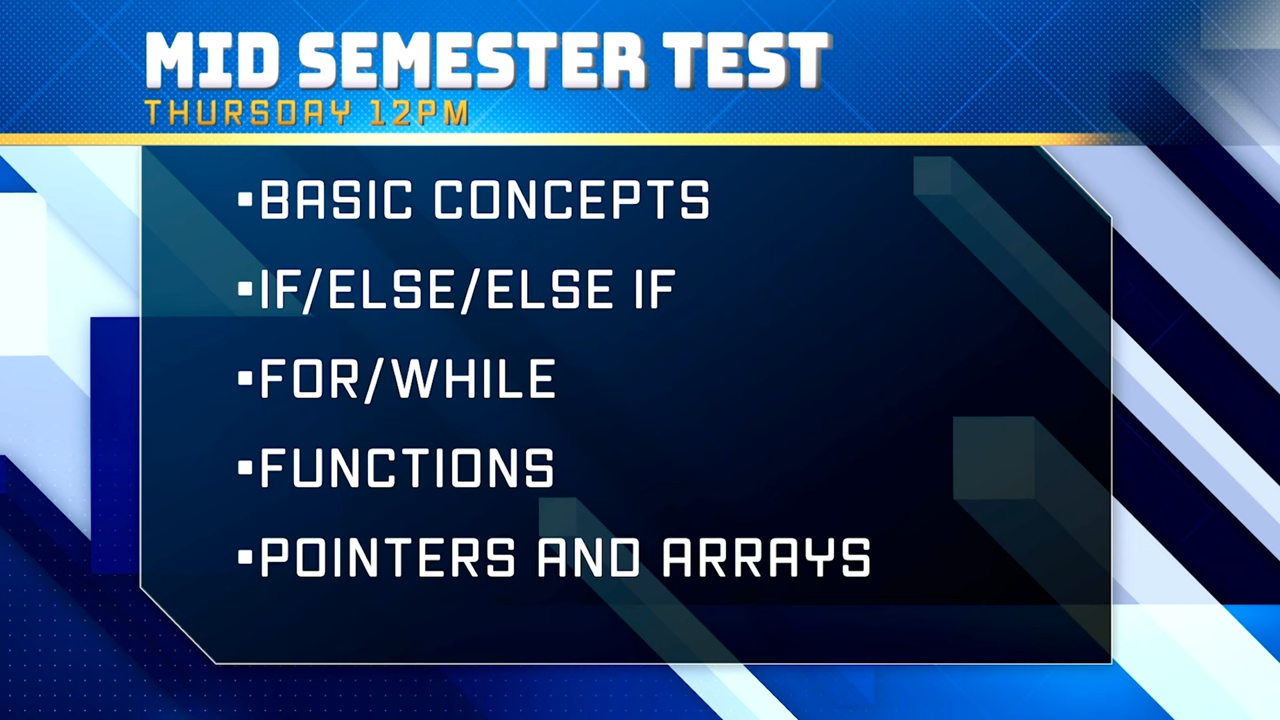 MID SEMESTER TEST
THURSDAY 12PM
▪BASIC CONCEPTS
▪IF/ELSE/ELSE IF
▪FOR/WHILE
▪FUNCTIONS
▪POINTERS AND ARRAYS